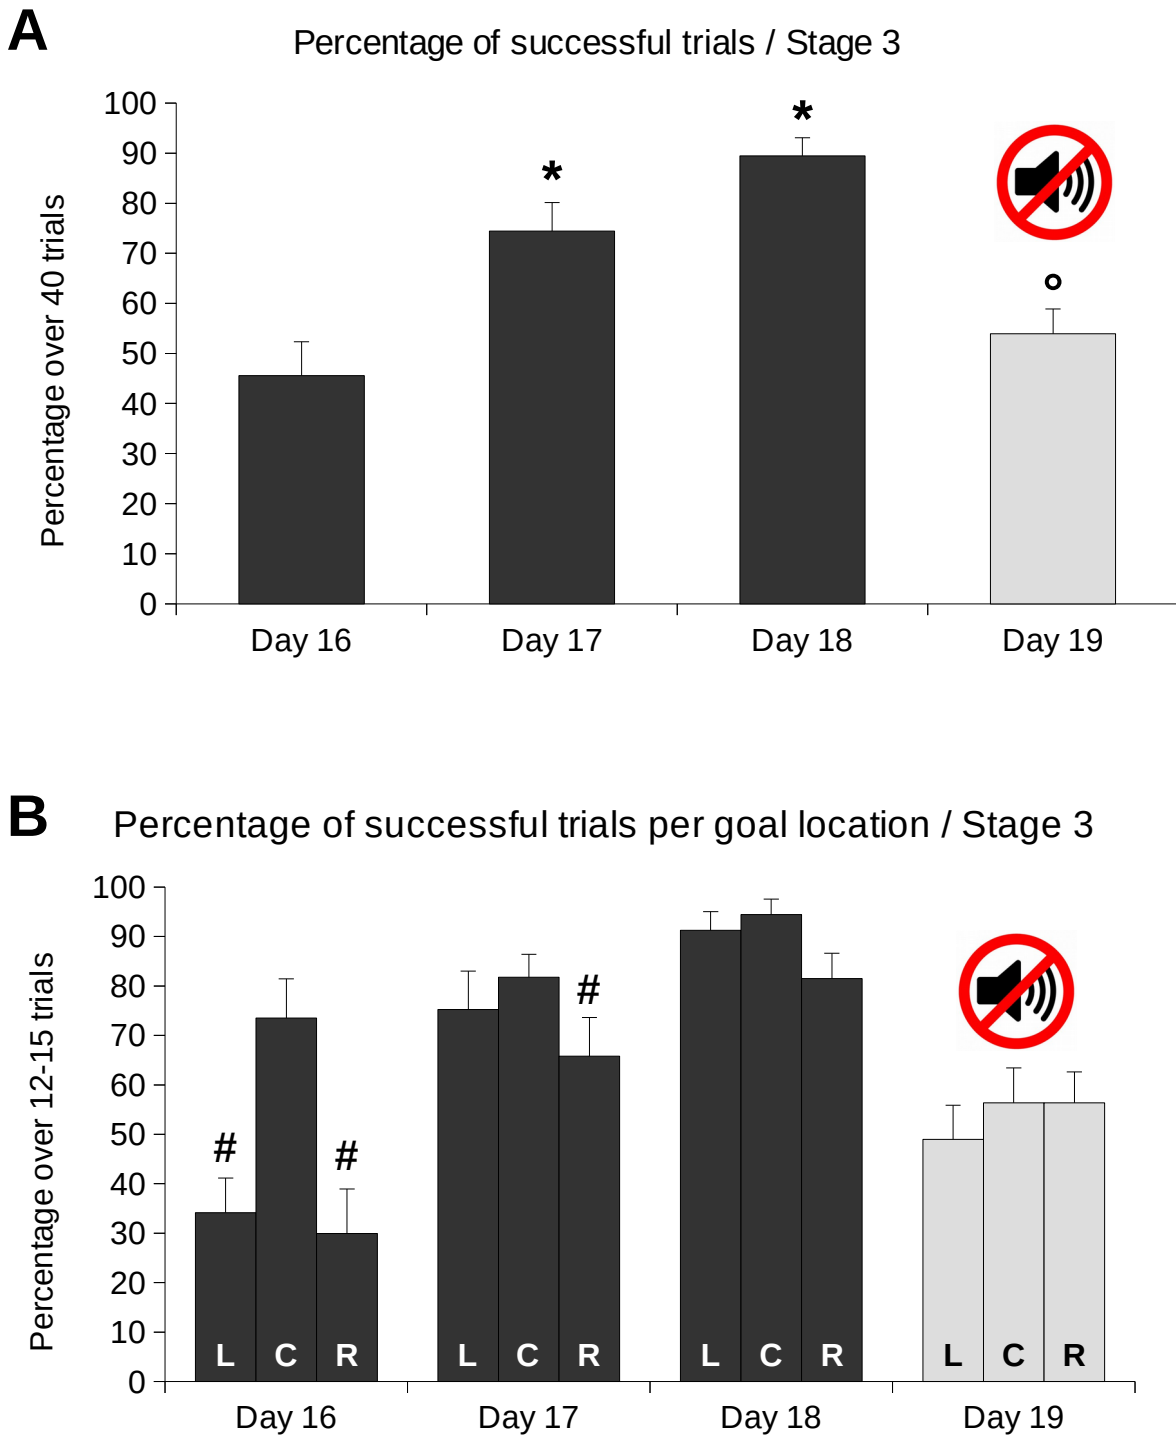 A
Percentage of successful trials / Stage 3
Percentage over 40 trials
100
90
80
70
60
50
40
30
20
10
0
*
*
°
Day 16 Day 17 Day 18 Day 19
B
Percentage of successful trials per goal location / Stage 3
Percentage over 12-15 trials
100
90
80
70
60
50
40
30
20
10
0
# # #
L C R L C R L C R L C R
Day 16 Day 17 Day 18 Day 19